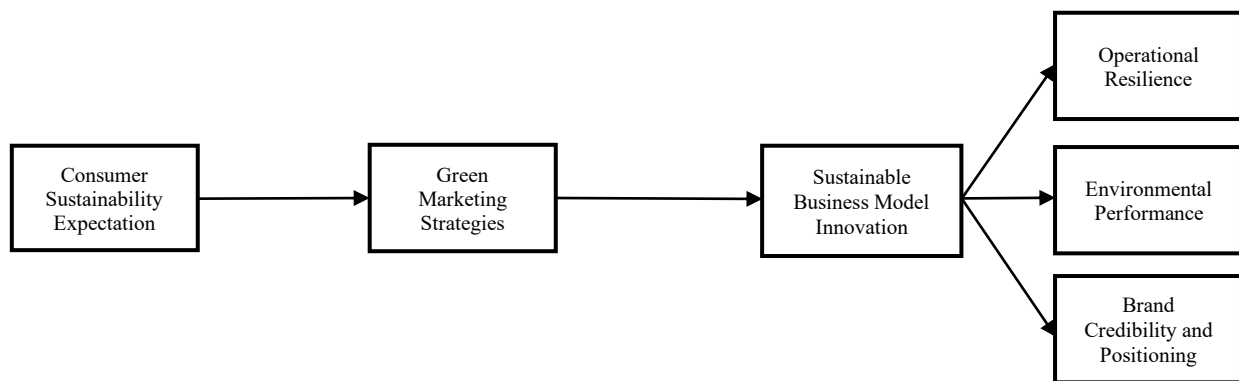 Consumer
Sustainability
Expectation
Green
Marketing
Strategies
Sustainable
Business Model
Innovation
Operational
Resilience
Environmental
Performance
Brand
Credibility and
Positioning